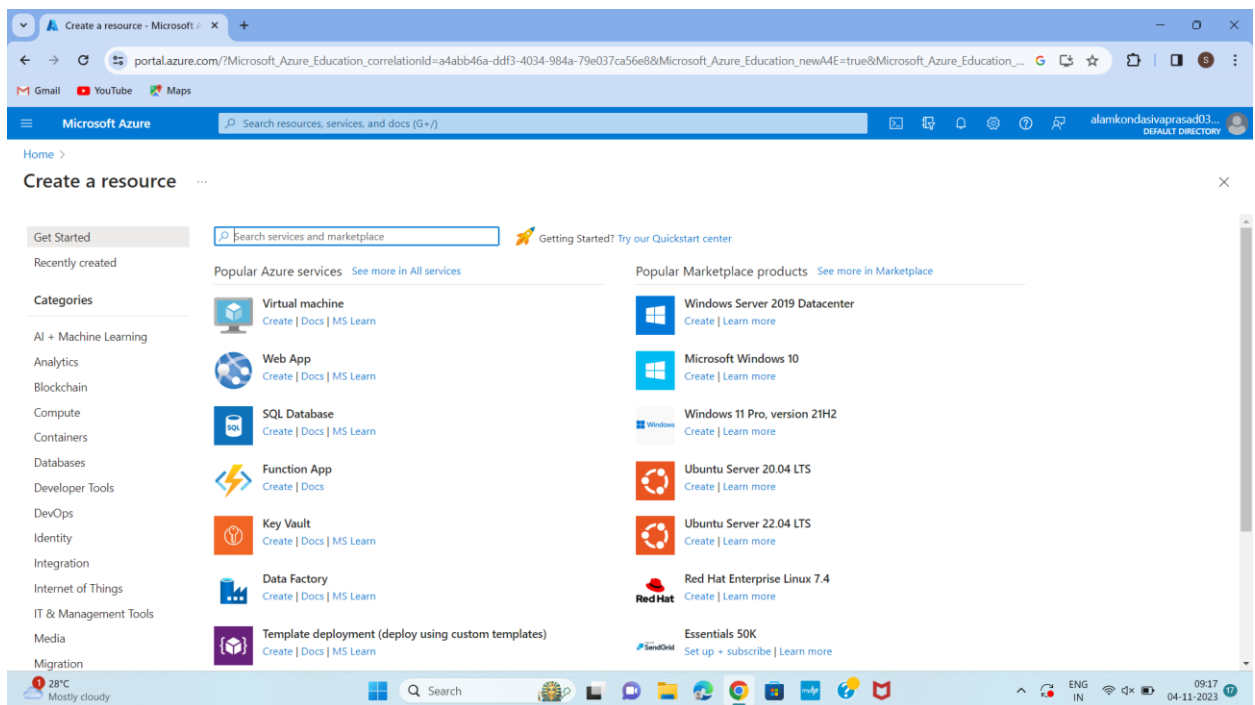 Create a resource - Microsoft A
portal.azure.com/?Microsoft_Azure_Education_correlationId=a4abb46a-ddf3-4034-984a-79e037ca56e8&Microsoft_Azure_Education_newA4E=true&Microsoft_Azure_Education_...
G
S
Gmail YouTube Maps
Microsoft Azure
Search resources, services, and docs (G+/)
alamkondasivaprasad03...
DEFAULT DIRECTORY
Home >
Create a resource ...
Get Started
Recently created
Categories
AI + Machine Learning
Analytics
Blockchain
Compute
Containers
Databases
Developer Tools
DevOps
Identity
Integration
Internet of Things
IT & Management Tools
Media
Migration
Search services and marketplace
Getting Started? Try our Quickstart center
Popular Azure services See more in All services
Virtual machine
Create | Docs | MS Learn
Web App
Create | Docs | MS Learn
SQL
SQL Database
Create | Docs | MS Learn
Function App
Create | Docs
Key Vault
Create | Docs | MS Learn
Data Factory
Create | Docs | MS Learn
Template deployment (deploy using custom templates)
Create | Docs | MS Learn
Popular Marketplace products See more in Marketplace
Windows Server 2019 Datacenter
Create | Learn more
Microsoft Windows 10
Create | Learn more
Windows
Windows 11 Pro, version 21H2
Create | Learn more
Ubuntu Server 20.04 LTS
Create | Learn more
Ubuntu Server 22.04 LTS
Create | Learn more
Red Hat
Red Hat Enterprise Linux 7.4
Create | Learn more
SendGrid
Essentials 50K
Set up + subscribe | Learn more
1
28°C
Mostly cloudy
Search
ENG
IN
09:17
04-11-2023
17